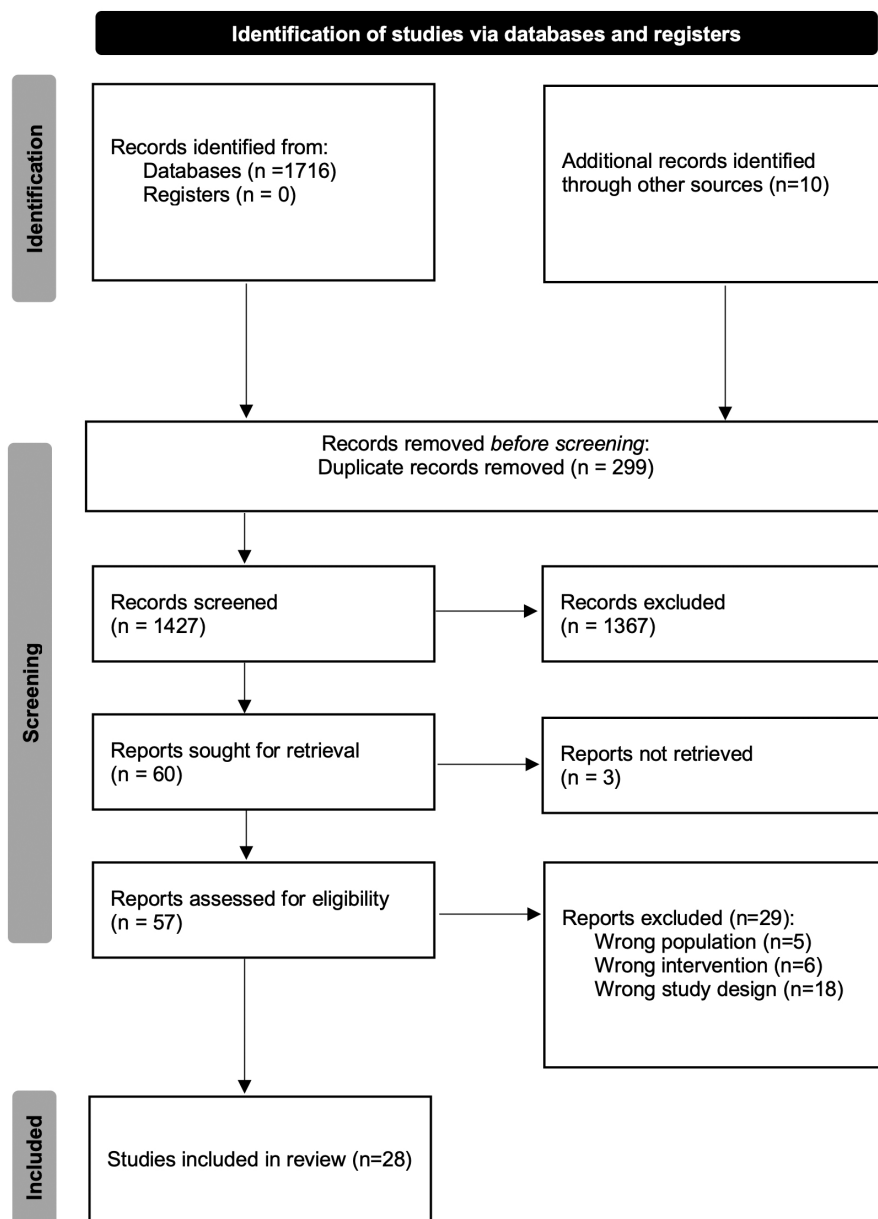 Identification of studies via databases and registers
Identification
Records identified from:
Databases (n =1716)
Registers (n = 0)
Additional records identified
through other sources (n=10)
Screening
Records removed before screening:
Duplicate records removed (n = 299)
Records screened
(n = 1427)
Records excluded
(n = 1367)
Reports sought for retrieval
(n = 60)
Reports not retrieved
(n = 3)
Reports assessed for eligibility
(n = 57)
Reports excluded (n=29):
Wrong population (n=5)
Wrong intervention (n=6)
Wrong study design (n=18)
Included
Studies included in review (n=28)